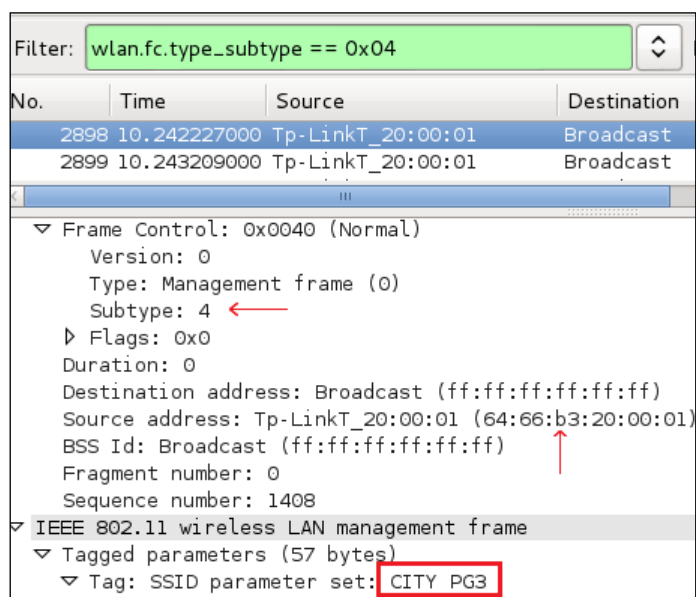 Filter: wlan.fc.type_subtype == 0x04
No. Time Source Destination
2898 10.242227000 Tp-LinkT_20:00:01 Broadcast
2899 10.243209000 Tp-LinkT_20:00:01 Broadcast
Frame Control: 0x0040 (Normal)
Version: 0
Type: Management frame (0)
Subtype: 4
Flags: 0x0
Duration: 0
Destination address: Broadcast (ff:ff:ff:ff:ff:ff)
Source address: Tp-LinkT_20:00:01 (64:66:b3:20:00:01)
BSS Id: Broadcast (ff:ff:ff:ff:ff:ff)
Fragment number: 0
Sequence number: 1408
IEEE 802.11 wireless LAN management frame
Tagged parameters (57 bytes)
Tag: SSID parameter set: CITY PG3